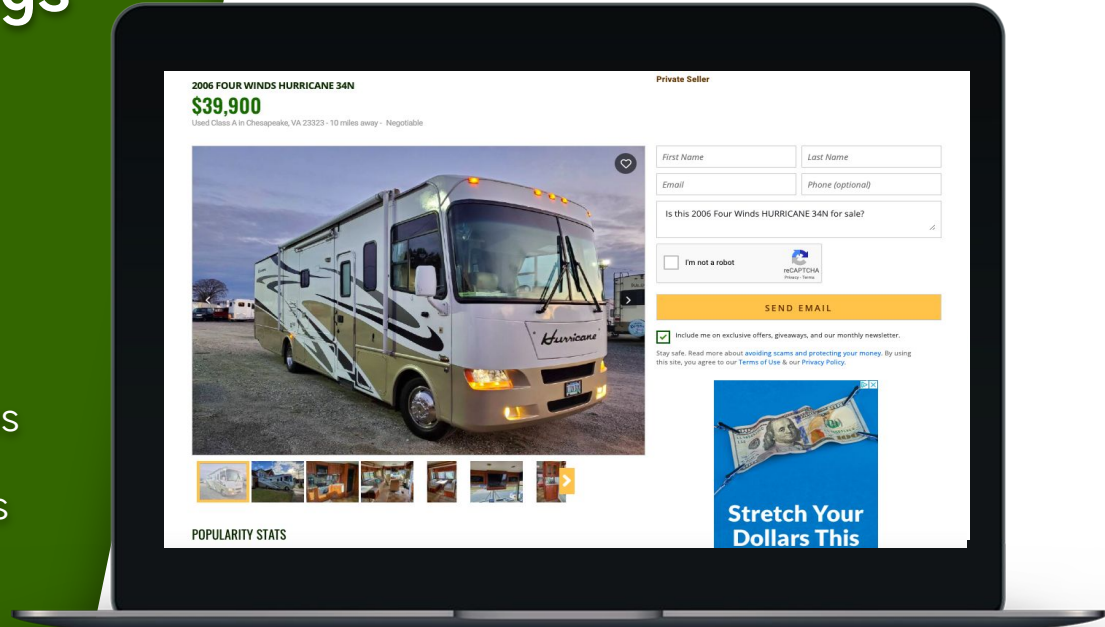 gs
s
s
2006 FOUR WINDS HURRICANE 34N
$39,900
Used Class A in Chesapeake, VA 23323 - 10 miles away - Negotiable
Hurricane
POPULARITY STATS
Private Seller
First Name
Last Name
Email
Phone (optional)
Is this 2006 Four Winds HURRICANE 34N for sale?
I'm not a robot
reCAPTCHA
Privacy - Terms
SEND EMAIL
Include me on exclusive offers, giveaways, and our monthly newsletter.
Stay safe. Read more about avoiding scams and protecting your money. By using
this site, you agree to our Terms of Use & our Privacy Policy.
Stretch Your
Dollars This